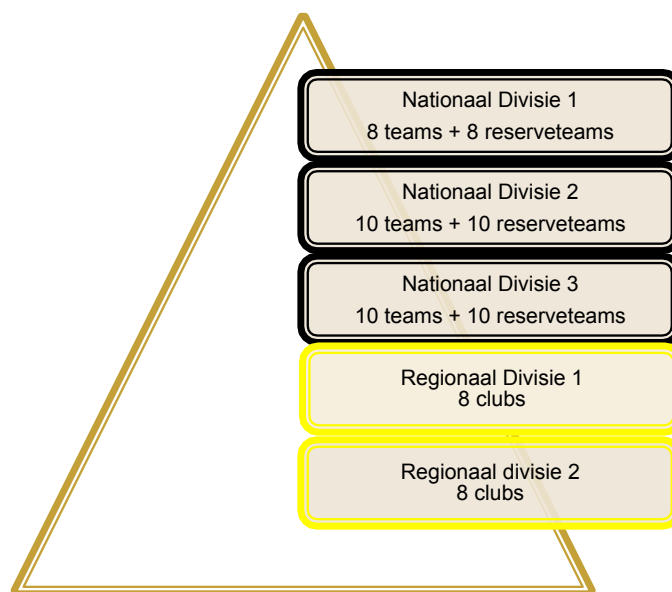 Nationaal Divisie 1
8 teams + 8 reserveteams
Nationaal Divisie 2
10 teams + 10 reserveteams
Nationaal Divisie 3
10 teams + 10 reserveteams
Regionaal Divisie 1
8 clubs
Regionaal divisie 2
8 clubs